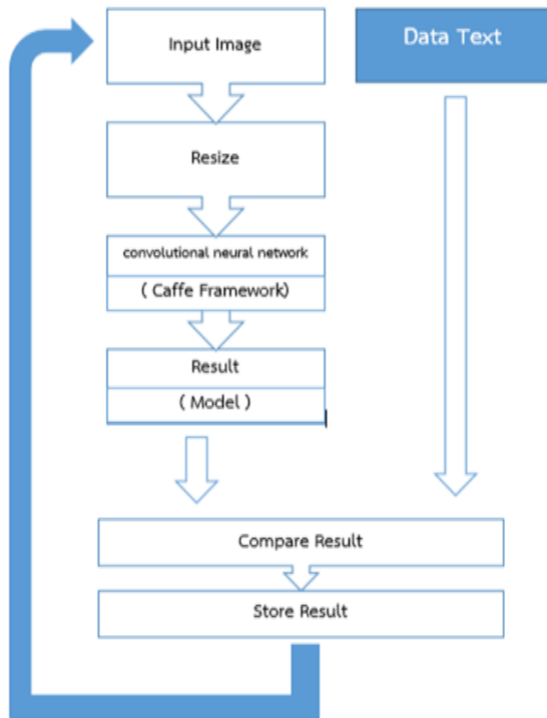 Input Image
Data Text
Resize
convolutional neural network
( Caffe Framework)
Result
( Model )
Compare Result
Store Result